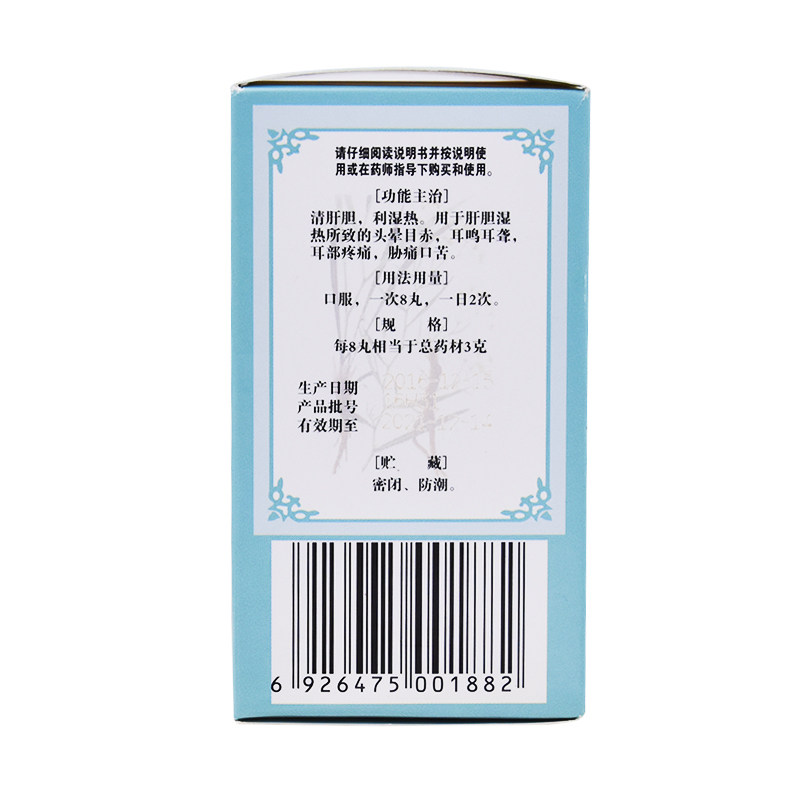 请仔细阅读说明书并按说明使
用或在药师指导下购买和使用。
[功能主治]
清肝胆，利湿热。用于肝胆湿
热所致的头晕目赤，耳鸣耳聋，
耳部疼痛，胁痛口苦。
[用法用量]
口服，一次8丸，一日2次。
[规　　格]
每8丸相当于总药材3克
生产日期
产品批号
有效期至
[贮　　藏]
密闭、防潮。
6 926475 001882